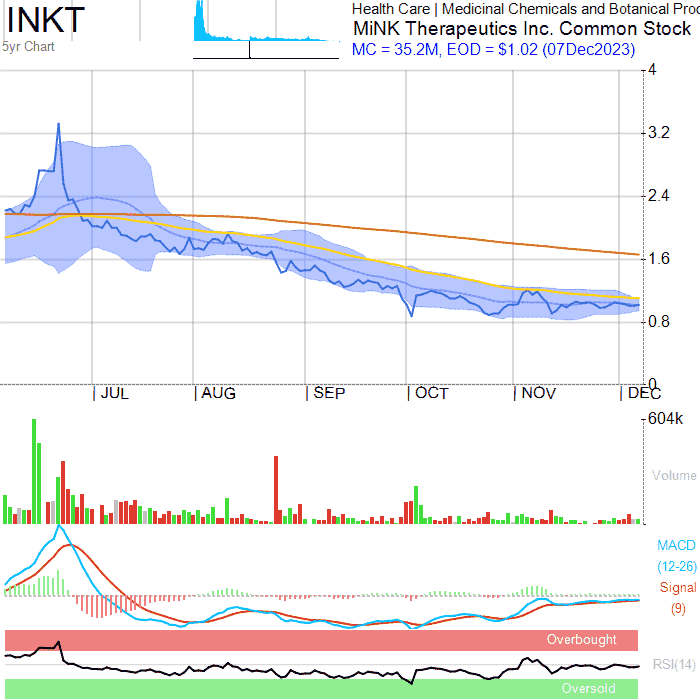 INKT
5yr Chart
Health Care | Medicinal Chemicals and Botanical Proc
MiNK Therapeutics Inc. Common Stock
MC = 35.2M, EOD = $1.02 (07Dec2023)
4
3.2
2.4
1.6
0.8
0
JUL AUG SEP OCT NOV DEC
604k
Volume
MACD
(12-26)
Signal
(9)
Overbought
RSI(14)
Oversold